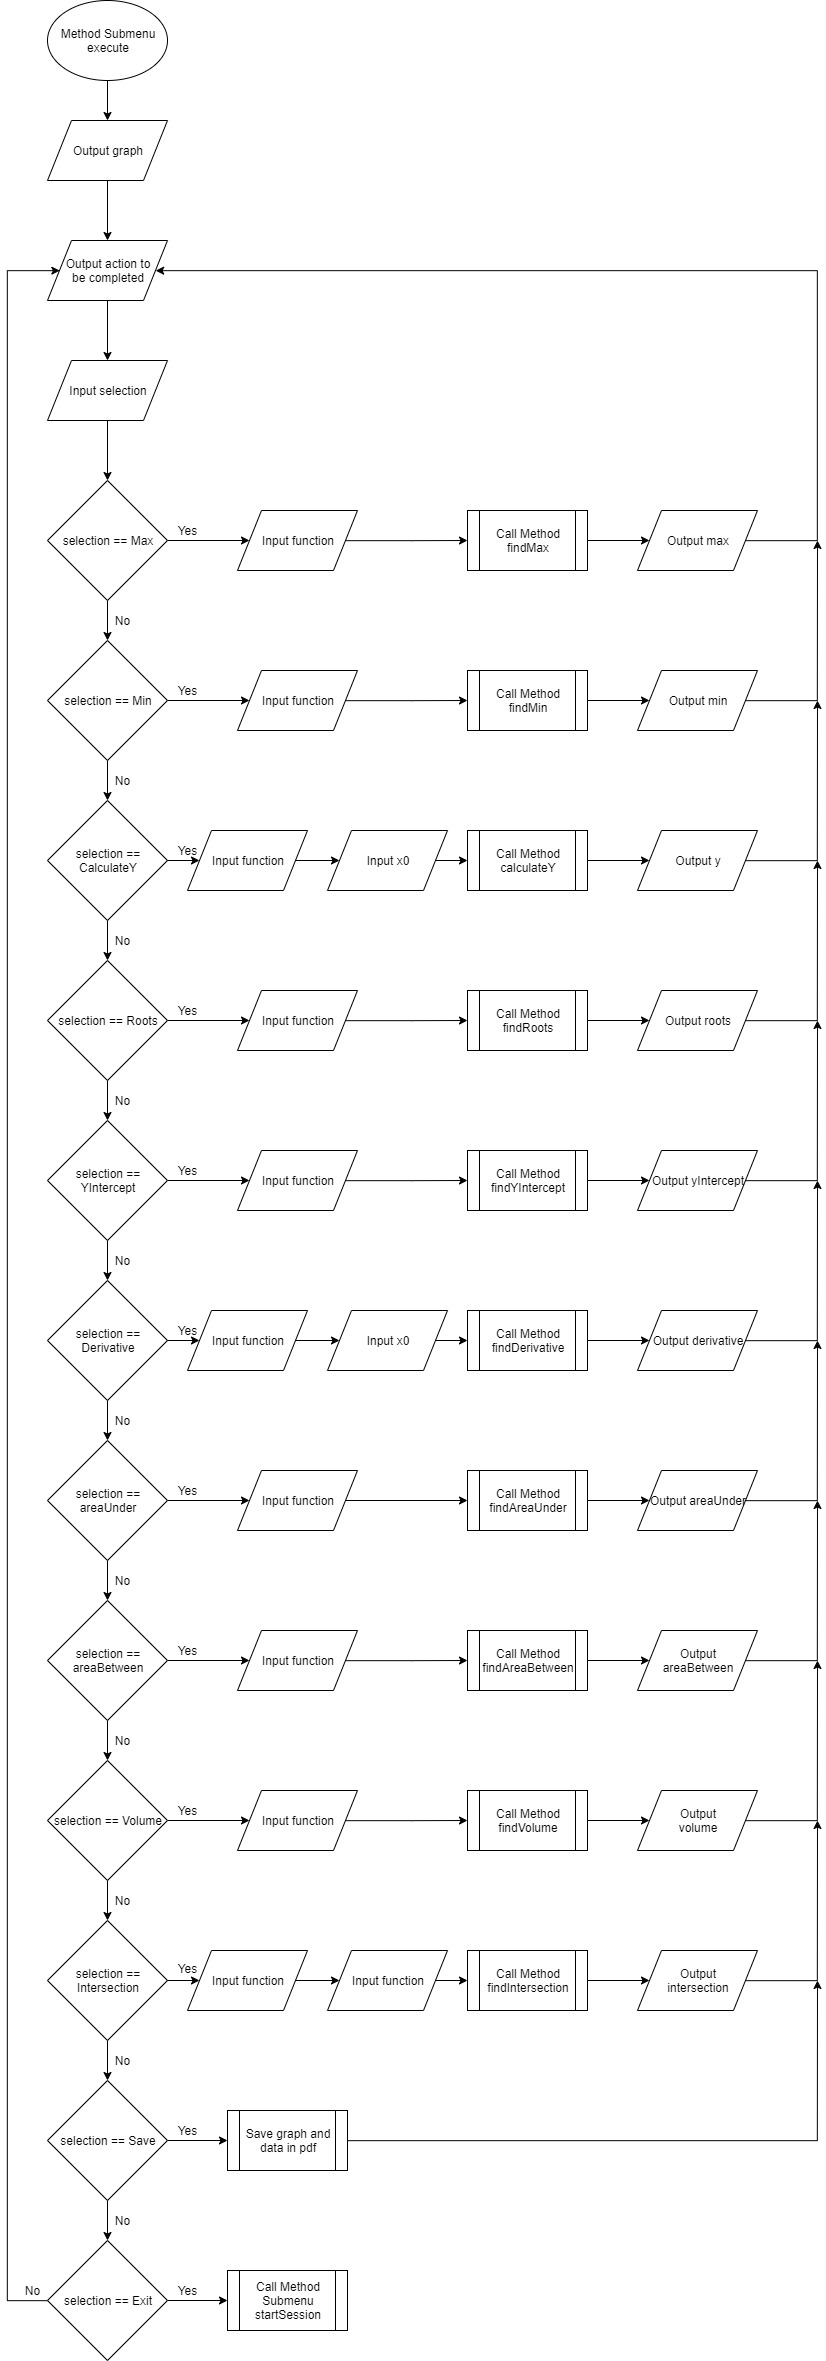 Method Submenu
execute
Output graph
Output action to
be completed
Input selection
selection == Max
Yes
Input function
Call Method
findMax
Output max
No
selection == Min
Yes
Input function
Call Method
findMin
Output min
No
selection ==
CalculateY
Yes
Input function
Input x0
Call Method
calculateY
Output y
No
selection == Roots
Yes
Input function
Call Method
findRoots
Output roots
No
selection ==
YIntercept
Yes
Input function
Call Method
findYIntercept
Output yIntercept
No
selection ==
Derivative
Yes
Input function
Input x0
Call Method
findDerivative
Output derivative
No
selection ==
areaUnder
Yes
Input function
Call Method
findAreaUnder
Output areaUnder
No
selection ==
areaBetween
Yes
Input function
Call Method
findAreaBetween
Output
areaBetween
No
selection == Volume
Yes
Input function
Call Method
findVolume
Output
volume
No
selection ==
Intersection
Yes
Input function
Input function
Call Method
findIntersection
Output
intersection
No
selection == Save
Yes
Save graph and
data in pdf
No
No
selection == Exit
Yes
Call Method
Submenu
startSession